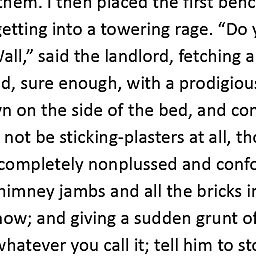 them. I then placed the first benc
getting into a towering rage. “Do y
Wall,” said the landlord, fetching a
d, sure enough, with a prodigious
n on the side of the bed, and con
not be sticking-plasters at all, tho
completely nonplussed and confo
himney jambs and all the bricks in
now; and giving a sudden grunt of
whatever you call it; tell him to sto